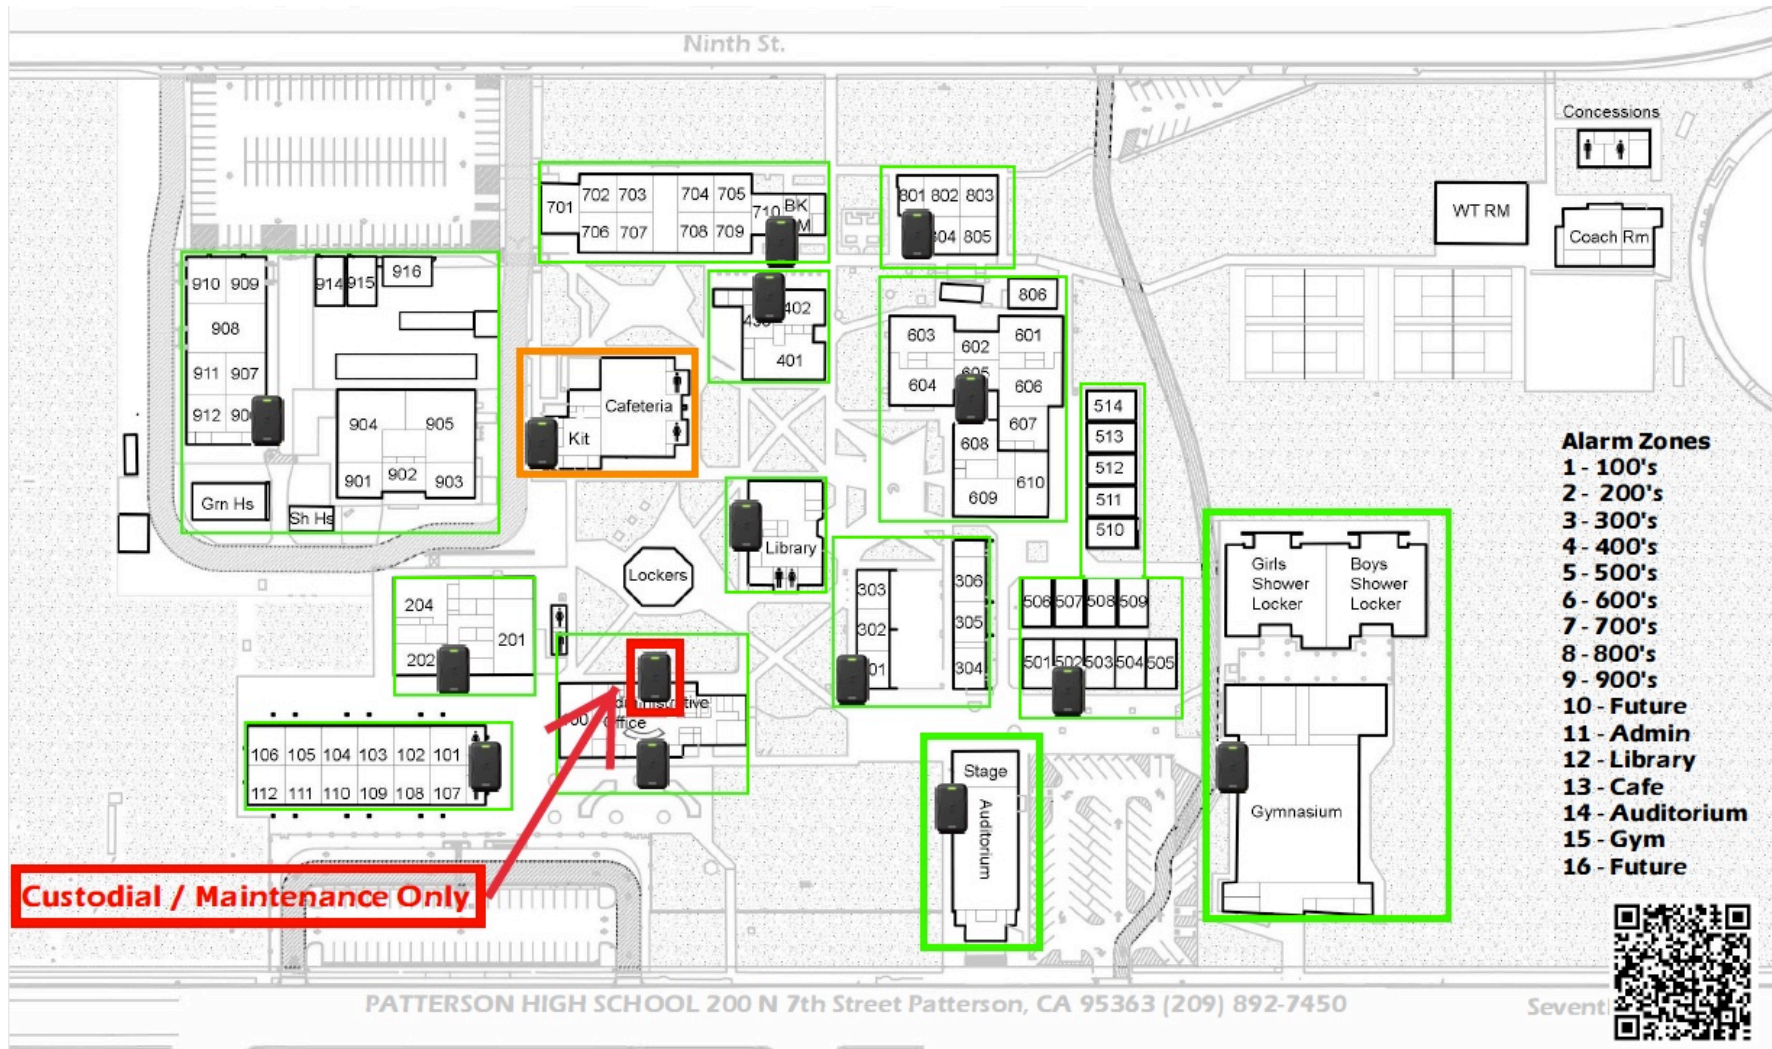 Ninth St.
Concessions
702 703 704 705
701
710 BK
706 707 708 709
801 802 803
804 805
WT RM
Coach Rm
910 909
914 915 916
908
911 907
912
402
401
806
603 602 601
605
604 606
607
608
609 610
Cafeteria
Kit
904 905
901 902 903
Grn Hs
Sh Hs
514
513
512
511
510
Library
Lockers
303 306
302 305
304
506 507 508 509
501 502 503 504 505
204
201
202
Girls
Shower
Locker
Boys
Shower
Locker
Administrative
Office
106 105 104 103 102 101
112 111 110 109 108 107
Stage
Auditorium
Gymnasium
Alarm Zones
1 - 100's
2 - 200's
3 - 300's
4 - 400's
5 - 500's
6 - 600's
7 - 700's
8 - 800's
9 - 900's
10 - Future
11 - Admin
12 - Library
13 - Cafe
14 - Auditorium
15 - Gym
16 - Future
Custodial / Maintenance Only
PATTERSON HIGH SCHOOL 200 N 7th Street Patterson, CA 95363 (209) 892-7450